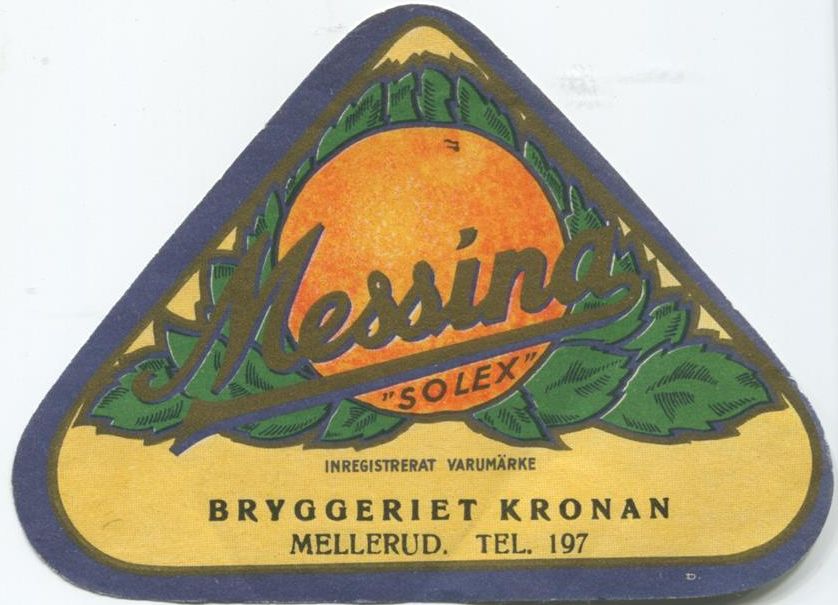 Messina
"SOLEX"
INREGISTRERAT VARUMÄRKE
BRYGGERIET KRONAN
MELLERUD. TEL. 197
D.